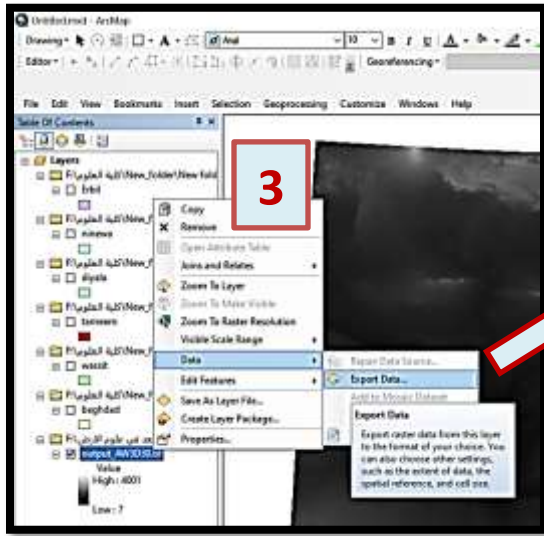 Untitled.mxd - ArcMap
Drawing
Arial
10
B I U A
Editor
Georeferencing
File Edit View Bookmarks Insert Selection Geoprocessing Customize Windows Help
Table Of Contents
Layers
Erbil
ninewa
diyala
tameem
wassit
baghdad
Value
High : 4001
Low : 7
3
Copy
Remove
Open Attribute Table
Joins and Relates
Zoom To Layer
Zoom To Make Visible
Zoom To Raster Resolution
Visible Scale Range
Data
Edit Features
Save As Layer File...
Create Layer Package...
Properties...
Repair Data Source...
Export Data...
Add to Mosaic Dataset
Export Data
Export raster data from this layer
to the format of your choice. You
can also choose other settings,
such as the extent of data, the
spatial reference, and cell size.